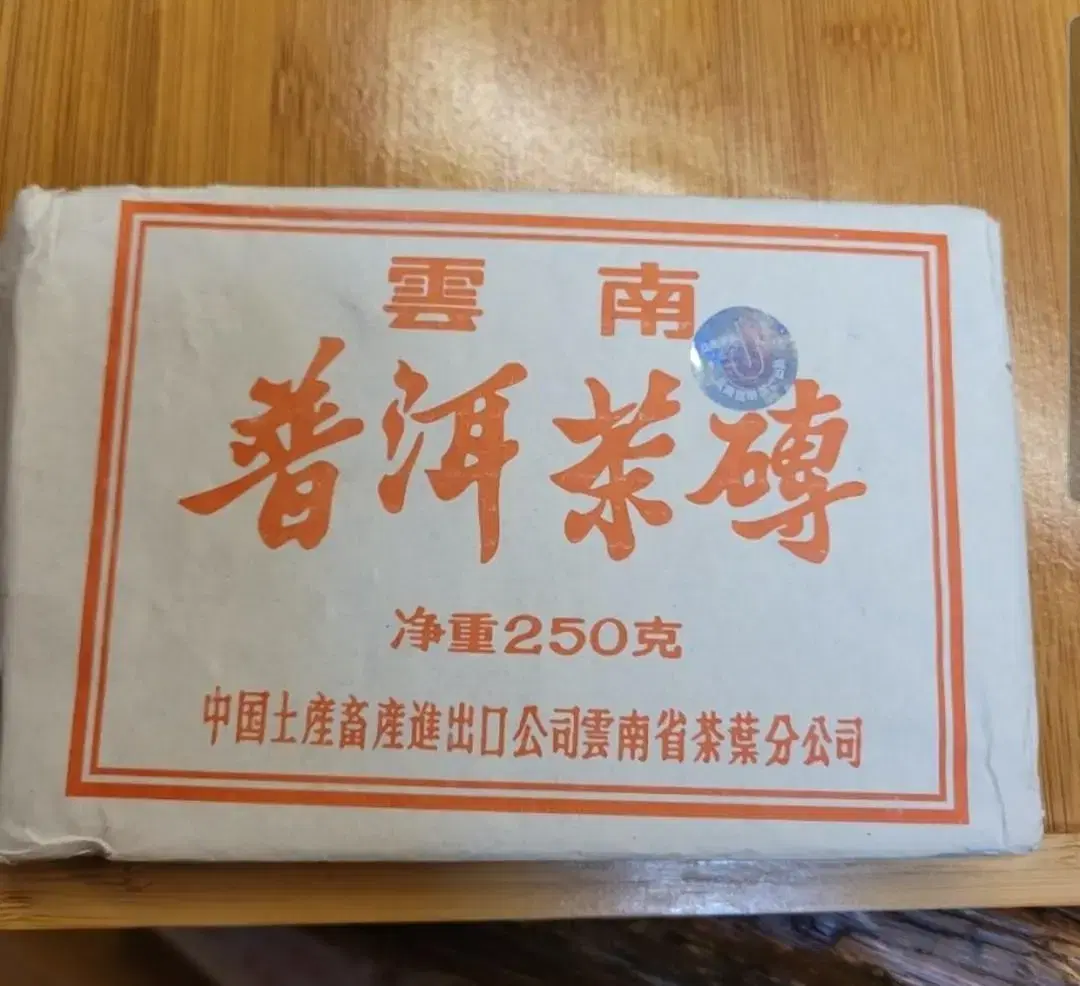 雲南
普洱茶磚
净重250克
中国土産畜産進出口公司雲南省茶葉分公司